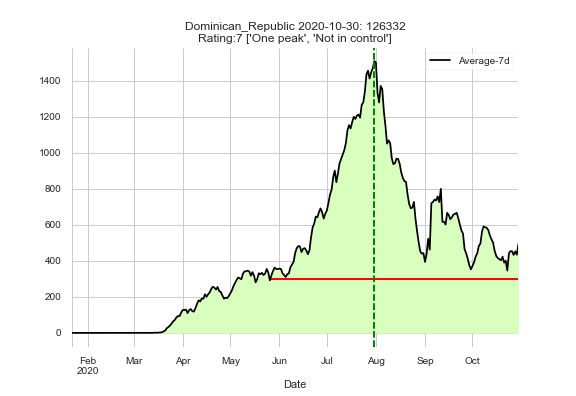 Dominican_Republic 2020-10-30: 126332
Rating:7 ['One peak', 'Not in control']
Average-7d
1400
1200
1000
800
600
400
200
0
Feb Mar Apr May Jun Jul Aug Sep Oct
2020
Date